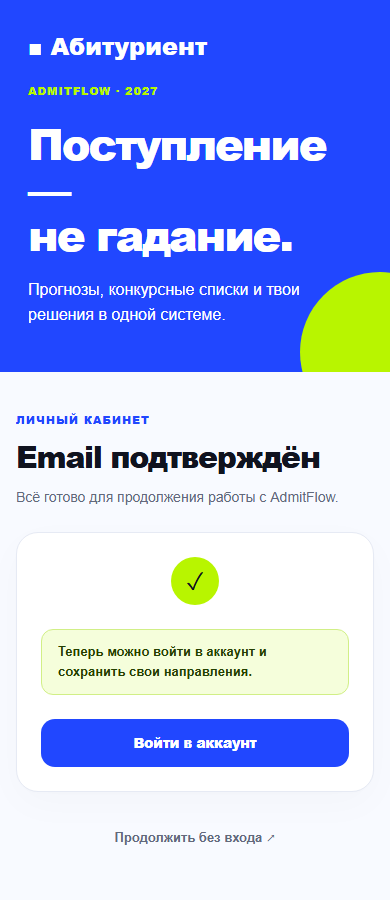 Абитуриент
ADMITFLOW · 2027
Поступление
—
не гадание.
Прогнозы, конкурсные списки и твои
решения в одной системе.
ЛИЧНЫЙ КАБИНЕТ
Email подтверждён
Всё готово для продолжения работы с AdmitFlow.
✓
Теперь можно войти в аккаунт и
сохранить свои направления.
Войти в аккаунт
Продолжить без входа ↗